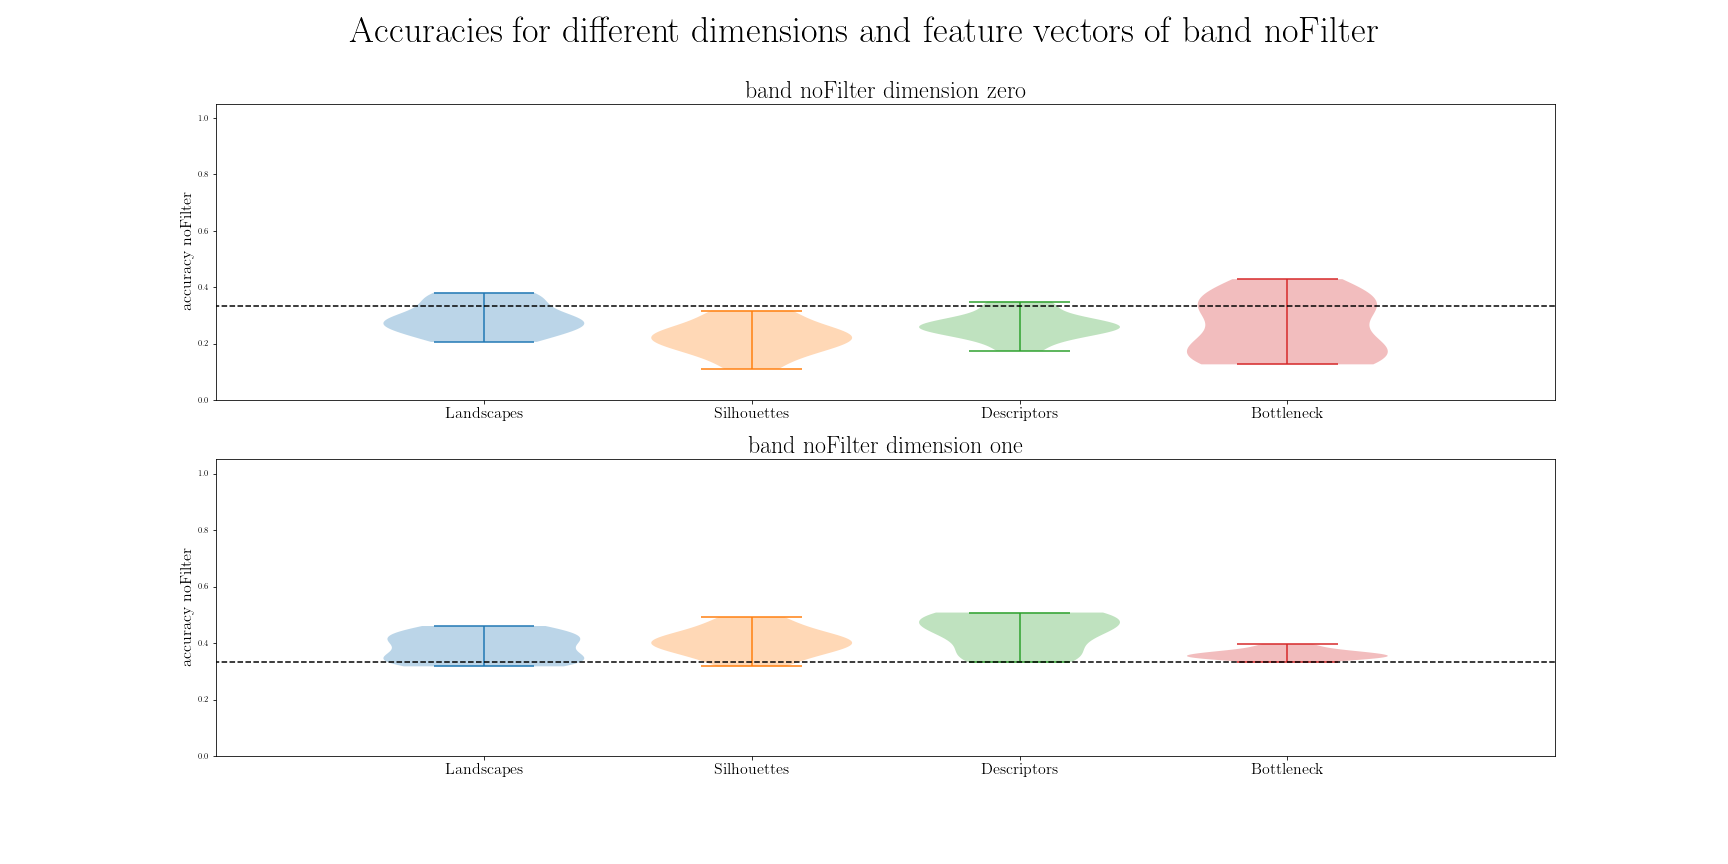 Accuracies for different dimensions and feature vectors of band noFilter
band noFilter dimension zero
accuracy noFilter
1.0
0.8
0.6
0.4
0.2
0.0
Landscapes Silhouettes Descriptors Bottleneck
band noFilter dimension one
accuracy noFilter
1.0
0.8
0.6
0.4
0.2
0.0
Landscapes Silhouettes Descriptors Bottleneck